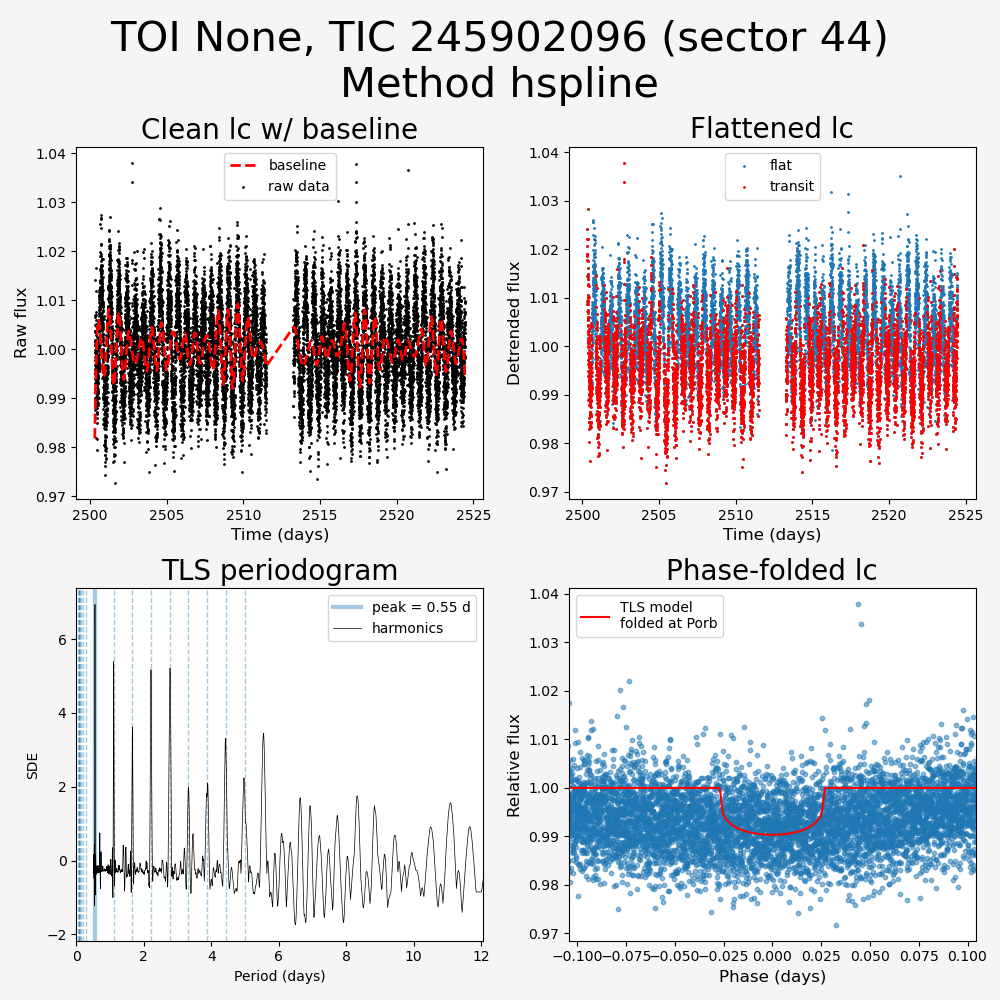 TOI None, TIC 245902096 (sector 44)
Method hspline
Clean lc w/ baseline
baseline
raw data
1.04
1.03
1.02
1.01
1.00
0.99
0.98
0.97
Raw flux
2500
2505
2510
2515
2520
2525
Time (days)
Flattened lc
flat
transit
1.04
1.03
1.02
1.01
1.00
0.99
0.98
0.97
Detrended flux
2500
2505
2510
2515
2520
2525
Time (days)
TLS periodogram
peak = 0.55 d
harmonics
6
4
2
0
−2
SDE
0
2
4
6
8
10
12
Period (days)
Phase-folded lc
TLS model
folded at Porb
1.04
1.03
1.02
1.01
1.00
0.99
0.98
0.97
Relative flux
−0.100
−0.075
−0.050
−0.025
0.000
0.025
0.050
0.075
0.100
Phase (days)